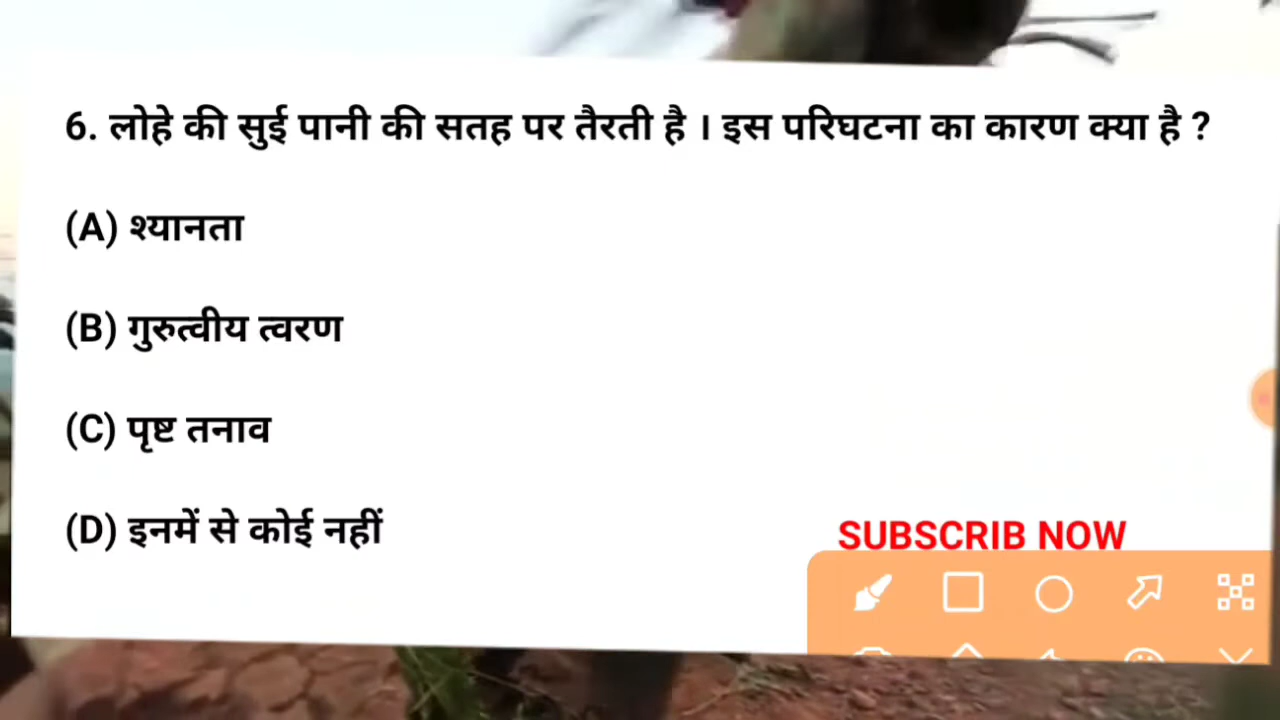 6. लोहे की सुई पानी की सतह पर तैरती है । इस परिघटना का कारण क्या है ?
(A) श्यानता
(B) गुरुत्वीय त्वरण
(C) पृष्ट तनाव
(D) इनमें से कोई नहीं
SUBSCRIB NOW